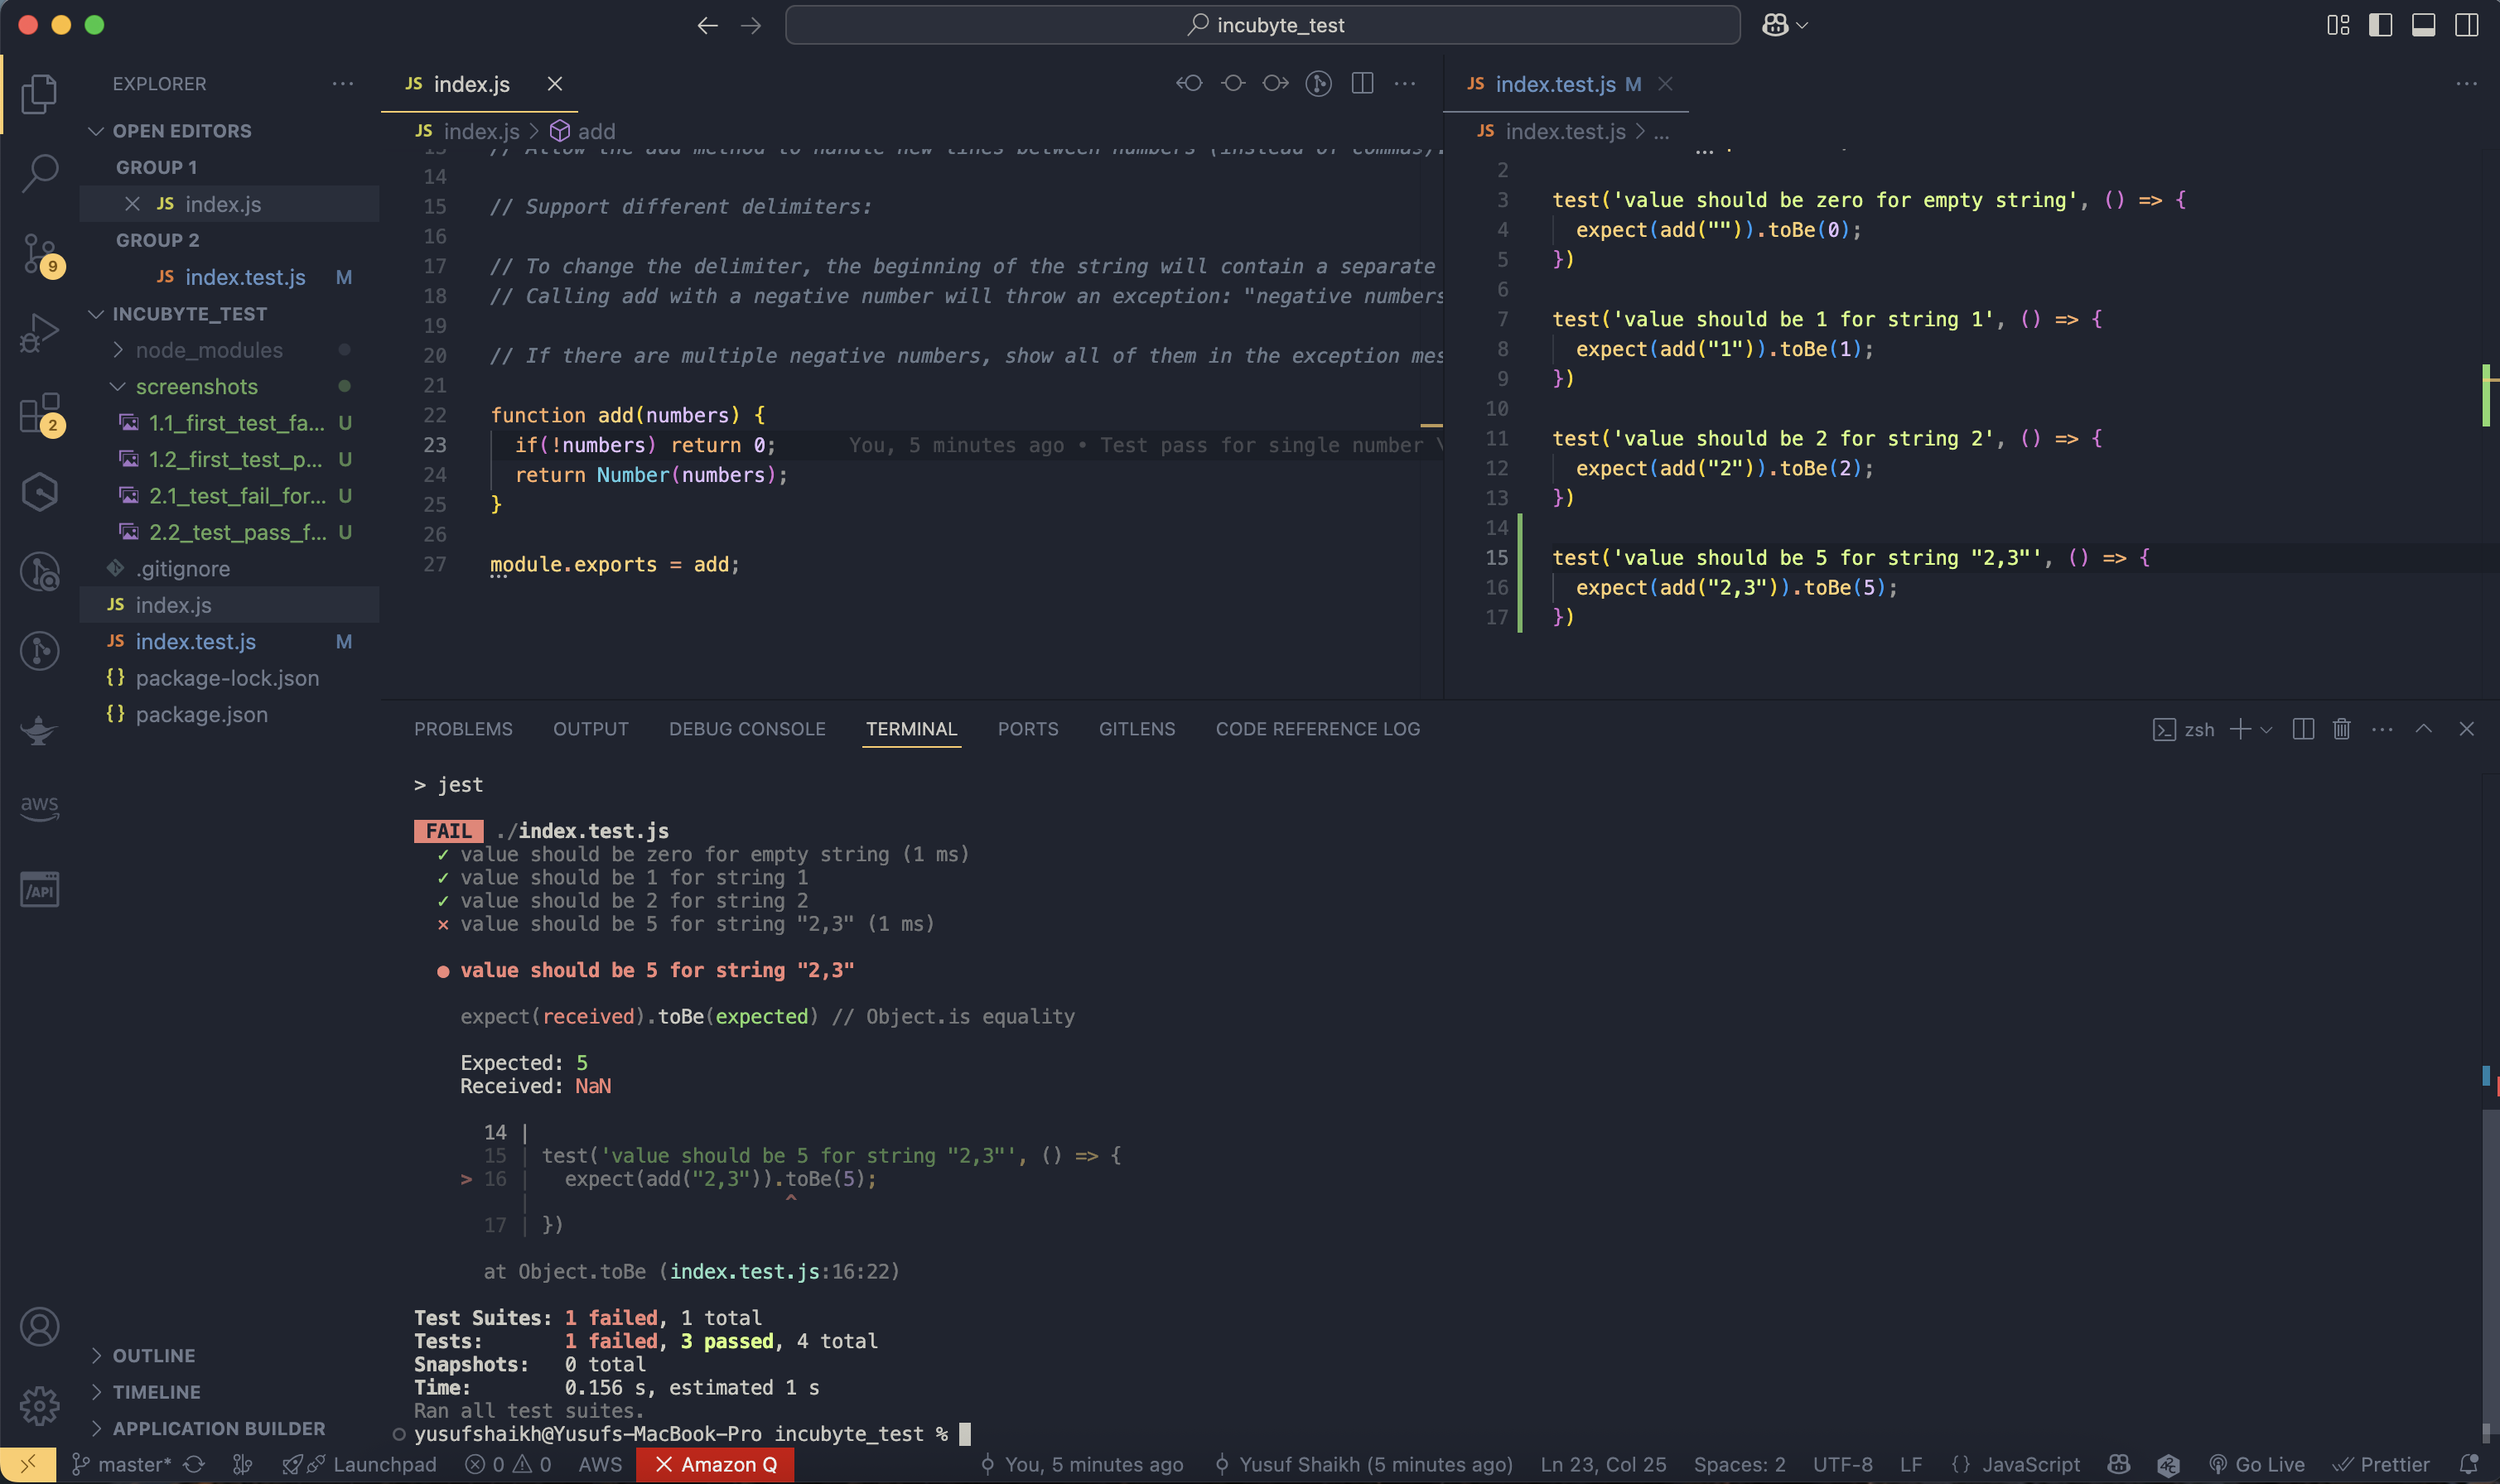 incubyte_test
EXPLORER
OPEN EDITORS
GROUP 1
JS index.js
GROUP 2
JS index.test.js M
INCUBYTE_TEST
node_modules
screenshots
1.1_first_test_fa... U
1.2_first_test_p... U
2.1_test_fail_for... U
2.2_test_pass_f... U
.gitignore
JS index.js
JS index.test.js M
{} package-lock.json
{} package.json
OUTLINE
TIMELINE
APPLICATION BUILDER
9
2
aws
/API
JS index.js
JS index.js > add
13 // Allow the add method to handle new lines between numbers (instead of commas).
14
15 // Support different delimiters:
16
17 // To change the delimiter, the beginning of the string will contain a separate
18 // Calling add with a negative number will throw an exception: "negative numbers
19
20 // If there are multiple negative numbers, show all of them in the exception mes
21
22 function add(numbers) {
23 if(!numbers) return 0; You, 5 minutes ago • Test pass for single number \
24 return Number(numbers);
25 }
26
27 module.exports = add;
JS index.test.js M
JS index.test.js > ...
2
3 test('value should be zero for empty string', () => {
4 expect(add("")).toBe(0);
5 })
6
7 test('value should be 1 for string 1', () => {
8 expect(add("1")).toBe(1);
9 })
10
11 test('value should be 2 for string 2', () => {
12 expect(add("2")).toBe(2);
13 })
14
15 test('value should be 5 for string "2,3"', () => {
16 expect(add("2,3")).toBe(5);
17 })
PROBLEMS OUTPUT DEBUG CONSOLE TERMINAL PORTS GITLENS CODE REFERENCE LOG
zsh
> jest
FAIL ./index.test.js
✓ value should be zero for empty string (1 ms)
✓ value should be 1 for string 1
✓ value should be 2 for string 2
✕ value should be 5 for string "2,3" (1 ms)
● value should be 5 for string "2,3"
expect(received).toBe(expected) // Object.is equality
Expected: 5
Received: NaN
14 |
15 | test('value should be 5 for string "2,3"', () => {
> 16 | expect(add("2,3")).toBe(5);
| ^
17 | })
at Object.toBe (index.test.js:16:22)
Test Suites: 1 failed, 1 total
Tests: 1 failed, 3 passed, 4 total
Snapshots: 0 total
Time: 0.156 s, estimated 1 s
Ran all test suites.
yusufshaikh@Yusufs-MacBook-Pro incubyte_test %
master* Launchpad 0 0 AWS Amazon Q You, 5 minutes ago Yusuf Shaikh (5 minutes ago) Ln 23, Col 25 Spaces: 2 UTF-8 LF {} JavaScript Go Live Prettier